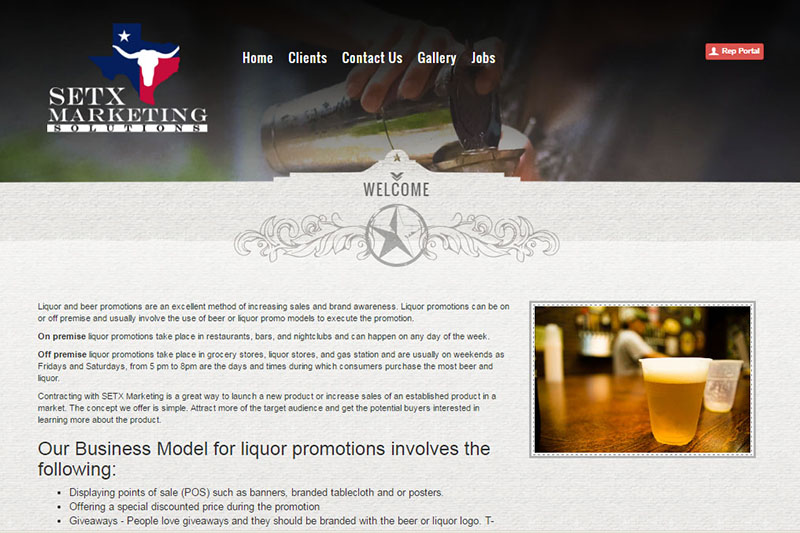 Home Clients Contact Us Gallery Jobs
Rep Portal
SETX
MARKETING
SOLUTIONS
WELCOME
Liquor and beer promotions are an excellent method of increasing sales and brand awareness. Liquor promotions can be on
or off premise and usually involve the use of beer or liquor promo models to execute the promotion.
On premise liquor promotions take place in restaurants, bars, and nightclubs and can happen on any day of the week.
Off premise liquor promotions take place in grocery stores, liquor stores, and gas station and are usually on weekends as
Fridays and Saturdays, from 5 pm to 8pm are the days and times during which consumers purchase the most beer and
liquor.
Contracting with SETX Marketing is a great way to launch a new product or increase sales of an established product in a
market. The concept we offer is simple. Attract more of the target audience and get the potential buyers interested in
learning more about the product.
Our Business Model for liquor promotions involves the
following:
• Displaying points of sale (POS) such as banners, branded tablecloth and or posters.
• Offering a special discounted price during the promotion
• Giveaways - People love giveaways and they should be branded with the beer or liquor logo. T-